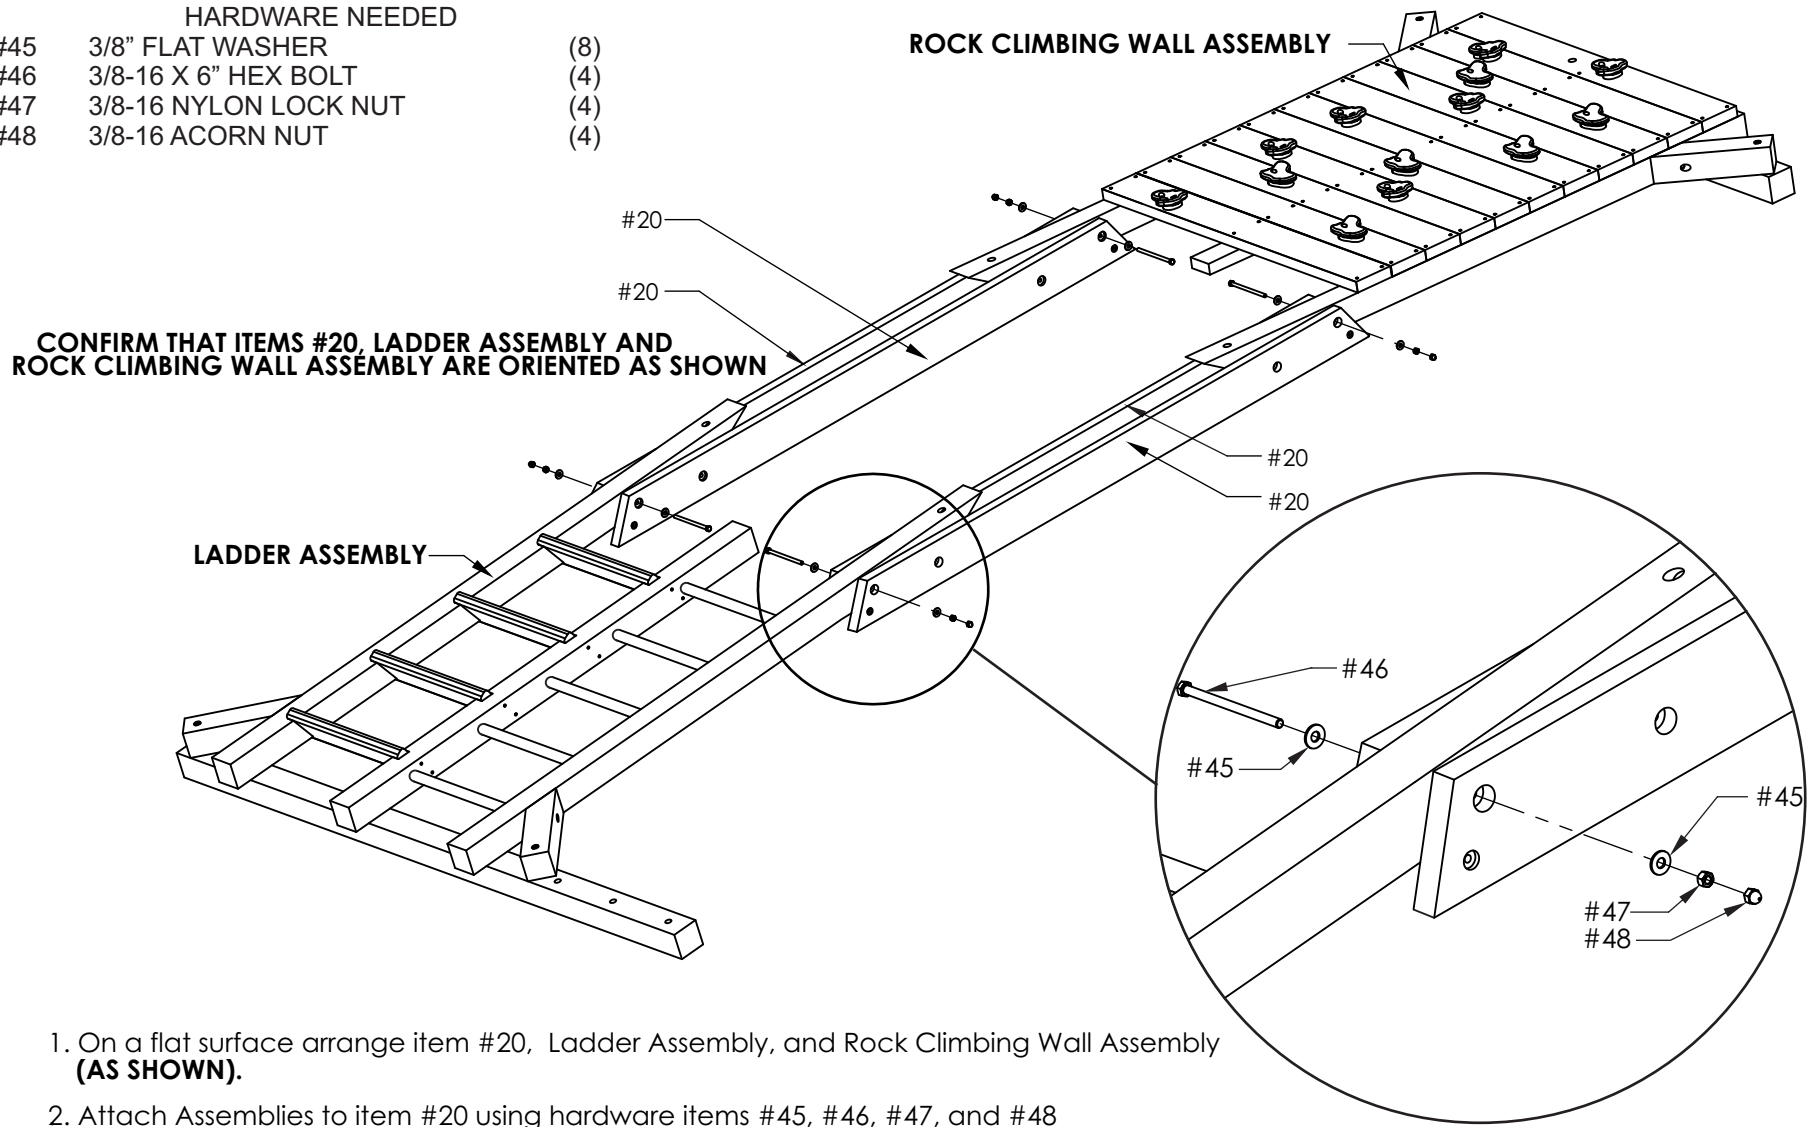 HARDWARE NEEDED
#45 3/8” FLAT WASHER (8)
#46 3/8-16 X 6” HEX BOLT (4)
#47 3/8-16 NYLON LOCK NUT (4)
#48 3/8-16 ACORN NUT (4)
ROCK CLIMBING WALL ASSEMBLY
#20
#20
CONFIRM THAT ITEMS #20, LADDER ASSEMBLY AND
ROCK CLIMBING WALL ASSEMBLY ARE ORIENTED AS SHOWN
#20
#20
LADDER ASSEMBLY
#46
#45
#45
#47
#48
1. On a flat surface arrange item #20, Ladder Assembly, and Rock Climbing Wall Assembly
(AS SHOWN).
2. Attach Assemblies to item #20 using hardware items #45, #46, #47, and #48